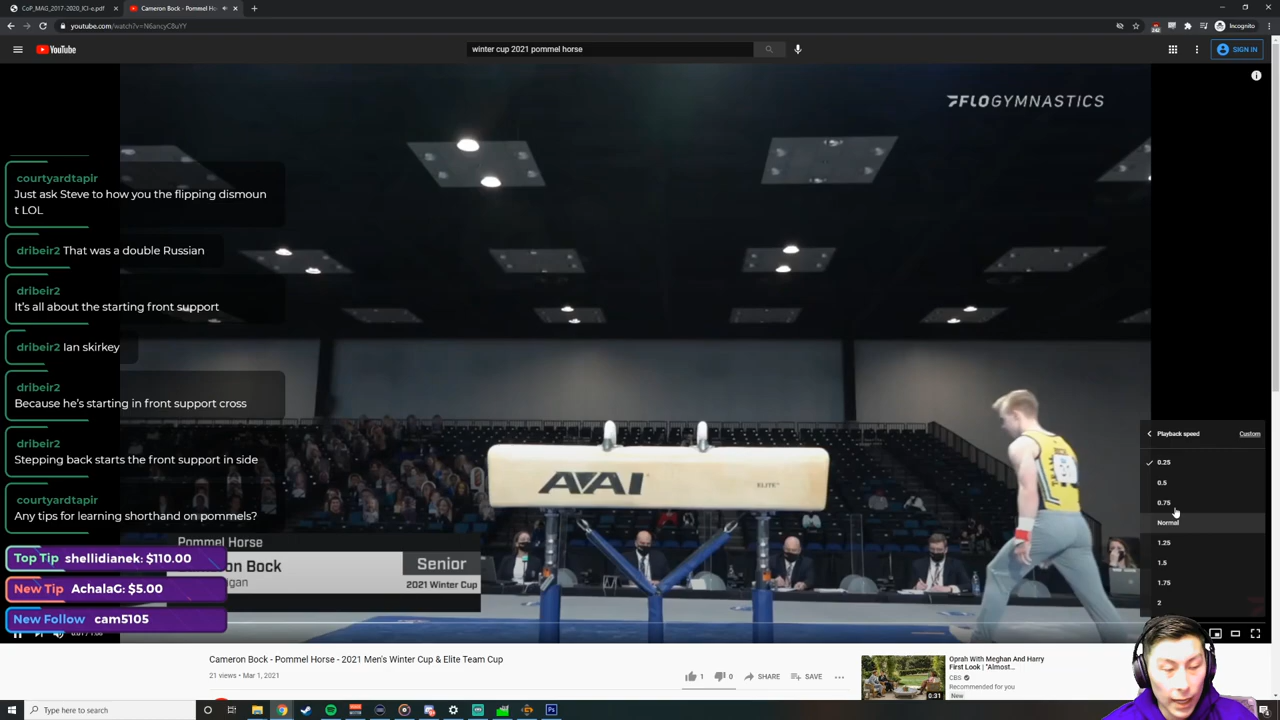 CoP_MAG_2017-2020_ICI-e.pdf
Cameron Bock - Pommel Ho
youtube.com/watch?v=N6ancyC8uYY
242
Incognito
YouTube
winter cup 2021 pommel horse
SIGN IN
FLOGYMNASTICS
courtyardtapir
Just ask Steve to how you the flipping dismoun
t LOL
dribeir2 That was a double Russian
dribeir2
It's all about the starting front support
dribeir2 Ian skirkey
dribeir2
Because he's starting in front support cross
dribeir2
Stepping back starts the front support in side
courtyardtapir
Any tips for learning shorthand on pommels?
Top Tip shellidianek: $110.00
New Tip AchalaG: $5.00
New Follow cam5105
Pommel Horse
on Bock
igan
Senior
2021 Winter Cup
AAI
ELITE
Playback speed
Custom
0.25
0.5
0.75
Normal
1.25
1.5
1.75
2
Cameron Bock - Pommel Horse - 2021 Men's Winter Cup & Elite Team Cup
21 views • Mar 1, 2021
1
0
SHARE
SAVE
Oprah With Meghan And Harry
First Look | "Almost...
CBS
Recommended for you
New
0:31
Type here to search